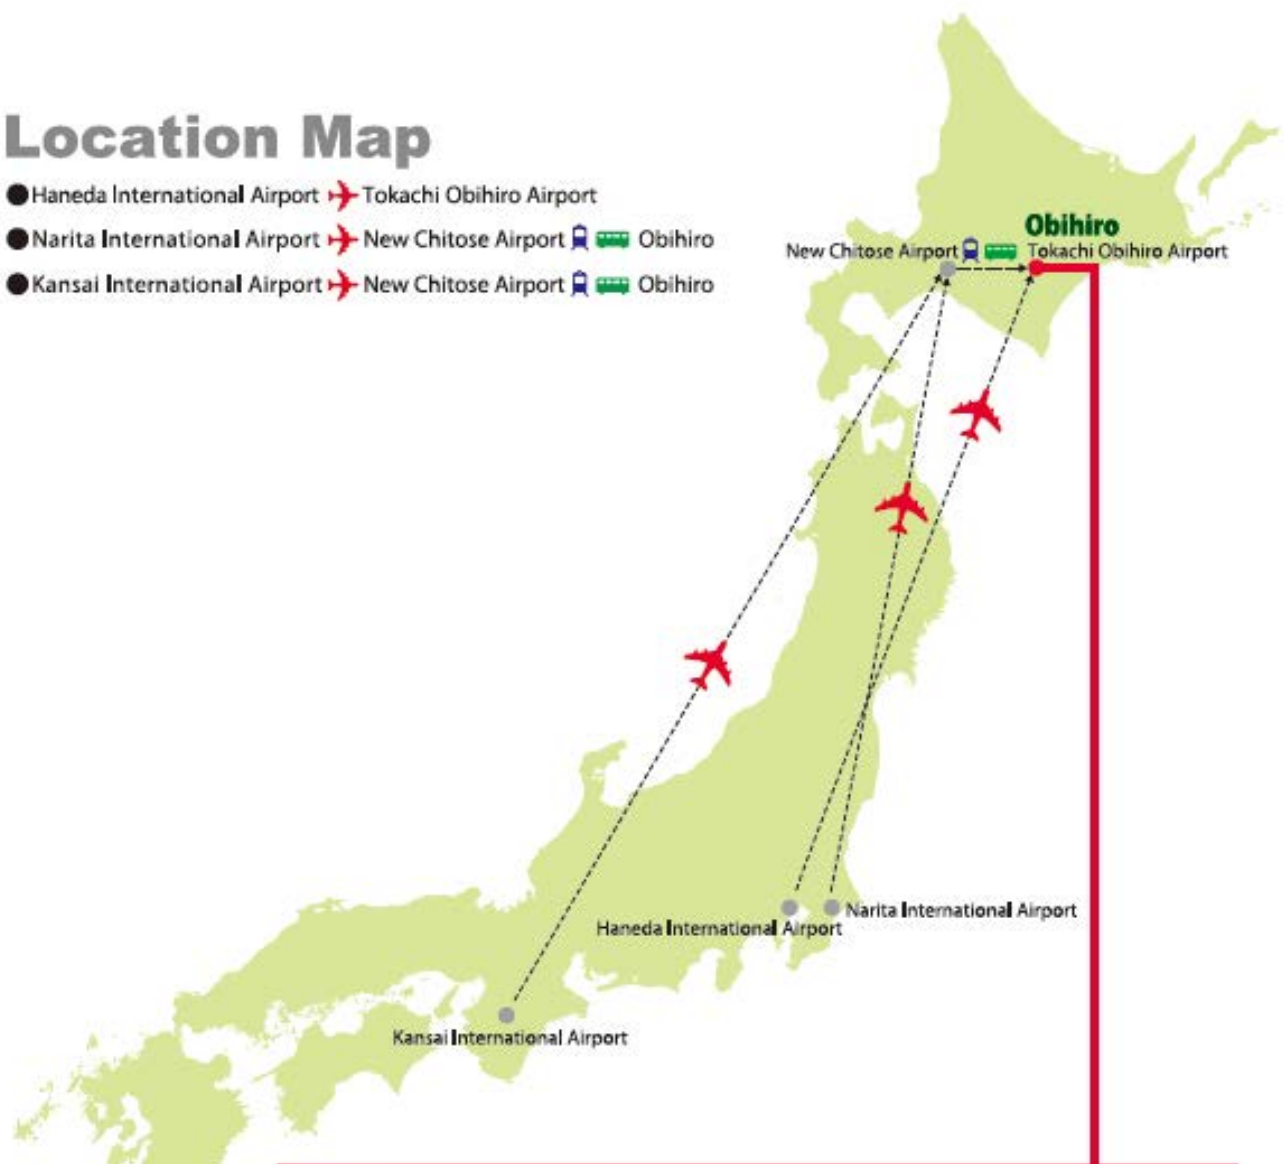 Location Map
●Haneda International Airport Tokachi Obihiro Airport
●Narita International Airport New Chitose Airport Obihiro
●Kansai International Airport New Chitose Airport Obihiro
Obihiro
New Chitose Airport Tokachi Obihiro Airport
Narita International Airport
Haneda International Airport
Kansai International Airport